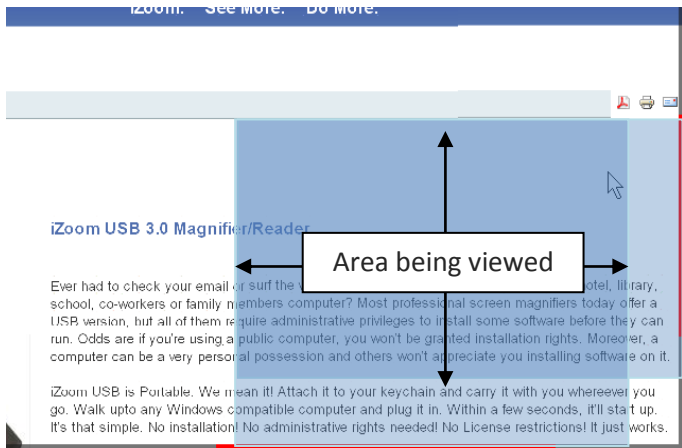 iZoom. See More. Do More.
iZoom USB 3.0 Magnifier/Reader
Area being viewed
Ever had to check your email or surf the otel, library,
school, co-workers or family members computer? Most professional screen magnifiers today offer a
USB version, but all of them require administrative privileges to install some software before they can
run. Odds are if you're using a public computer, you won't be granted installation rights. Moreover, a
computer can be a very personal possession and others won't appreciate you installing software on it.
iZoom USB is Portable. We mean it! Attach it to your keychain and carry it with you whereever you
go. Walk upto any Windows compatible computer and plug it in. Within a few seconds, it'll start up.
It's that simple. No installation! No administrative rights needed! No License restrictions! It just works.